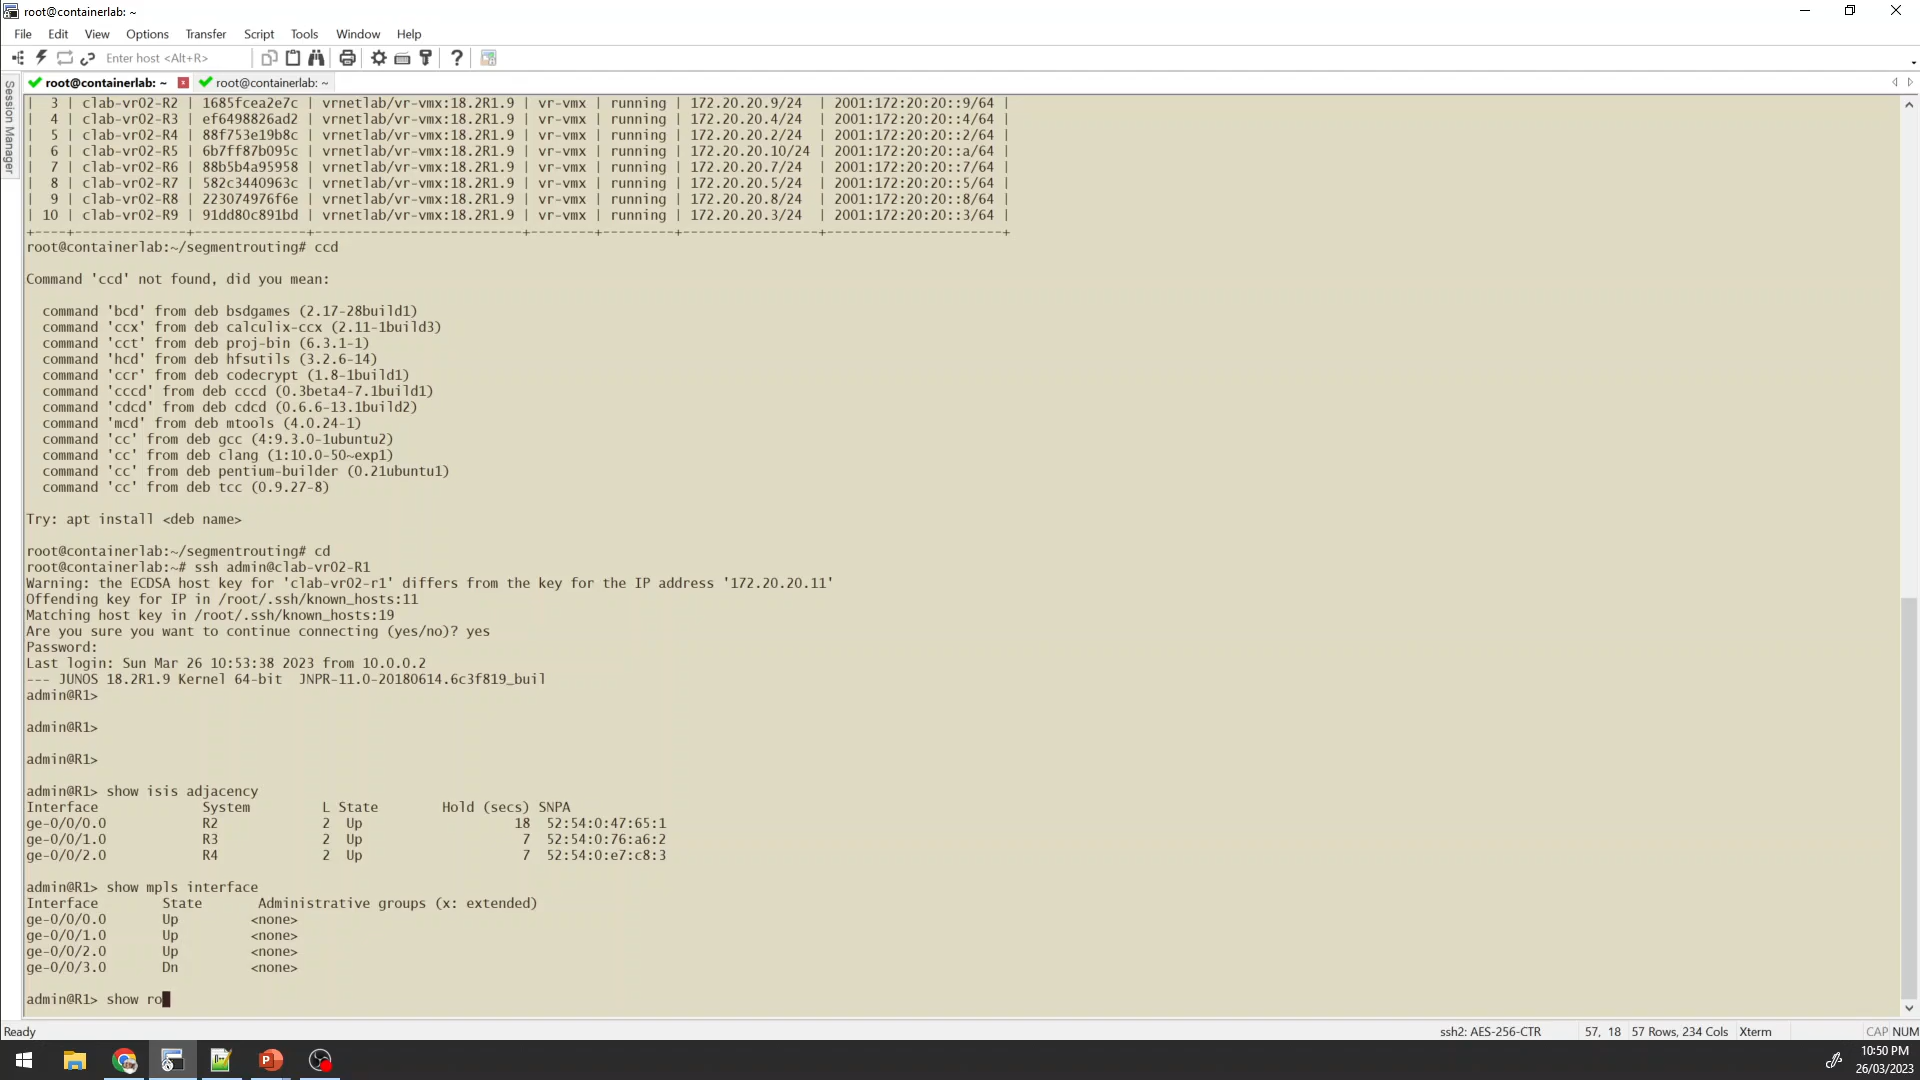 root@containerlab: ~
File Edit View Options Transfer Script Tools Window Help
Enter host <Alt+R>
root@containerlab: ~ root@containerlab: ~
Session Manager
|  3 | clab-vr02-R2 | 1685fcea2e7c | vrnetlab/vr-vmx:18.2R1.9 | vr-vmx | running | 172.20.20.9/24  | 2001:172:20:20::9/64 |
|  4 | clab-vr02-R3 | ef6498826ad2 | vrnetlab/vr-vmx:18.2R1.9 | vr-vmx | running | 172.20.20.4/24  | 2001:172:20:20::4/64 |
|  5 | clab-vr02-R4 | 88f753e19b8c | vrnetlab/vr-vmx:18.2R1.9 | vr-vmx | running | 172.20.20.2/24  | 2001:172:20:20::2/64 |
|  6 | clab-vr02-R5 | 6b7ff87b095c | vrnetlab/vr-vmx:18.2R1.9 | vr-vmx | running | 172.20.20.10/24 | 2001:172:20:20::a/64 |
|  7 | clab-vr02-R6 | 88b5b4a95958 | vrnetlab/vr-vmx:18.2R1.9 | vr-vmx | running | 172.20.20.7/24  | 2001:172:20:20::7/64 |
|  8 | clab-vr02-R7 | 582c3440963c | vrnetlab/vr-vmx:18.2R1.9 | vr-vmx | running | 172.20.20.5/24  | 2001:172:20:20::5/64 |
|  9 | clab-vr02-R8 | 223074976f6e | vrnetlab/vr-vmx:18.2R1.9 | vr-vmx | running | 172.20.20.8/24  | 2001:172:20:20::8/64 |
| 10 | clab-vr02-R9 | 91dd80c891bd | vrnetlab/vr-vmx:18.2R1.9 | vr-vmx | running | 172.20.20.3/24  | 2001:172:20:20::3/64 |
+----+--------------+--------------+--------------------------+--------+---------+-----------------+----------------------+
root@containerlab:~/segmentrouting# ccd
Command 'ccd' not found, did you mean:
command 'bcd' from deb bsdgames (2.17-28build1)
command 'ccx' from deb calculix-ccx (2.11-1build3)
command 'cct' from deb proj-bin (6.3.1-1)
command 'hcd' from deb hfsutils (3.2.6-14)
command 'ccr' from deb codecrypt (1.8-1build1)
command 'cccd' from deb cccd (0.3beta4-7.1build1)
command 'cdcd' from deb cdcd (0.6.6-13.1build2)
command 'mcd' from deb mtools (4.0.24-1)
command 'cc' from deb gcc (4:9.3.0-1ubuntu2)
command 'cc' from deb clang (1:10.0-50~exp1)
command 'cc' from deb pentium-builder (0.21ubuntu1)
command 'cc' from deb tcc (0.9.27-8)
Try: apt install <deb name>
root@containerlab:~/segmentrouting# cd
root@containerlab:~# ssh admin@clab-vr02-R1
Warning: the ECDSA host key for 'clab-vr02-r1' differs from the key for the IP address '172.20.20.11'
Offending key for IP in /root/.ssh/known_hosts:11
Matching host key in /root/.ssh/known_hosts:19
Are you sure you want to continue connecting (yes/no)? yes
Password:
Last login: Sun Mar 26 10:53:38 2023 from 10.0.0.2
--- JUNOS 18.2R1.9 Kernel 64-bit  JNPR-11.0-20180614.6c3f819_buil
admin@R1>
admin@R1>
admin@R1>
admin@R1> show isis adjacency
Interface             System         L State        Hold (secs) SNPA
ge-0/0/0.0            R2             2  Up                   18  52:54:0:47:65:1
ge-0/0/1.0            R3             2  Up                    7  52:54:0:76:a6:2
ge-0/0/2.0            R4             2  Up                    7  52:54:0:e7:c8:3
admin@R1> show mpls interface
Interface        State       Administrative groups (x: extended)
ge-0/0/0.0       Up         <none>
ge-0/0/1.0       Up         <none>
ge-0/0/2.0       Up         <none>
ge-0/0/3.0       Dn         <none>
admin@R1> show ro
Ready ssh2: AES-256-CTR 57, 18 57 Rows, 234 Cols Xterm CAP NUM
10:50 PM
26/03/2023